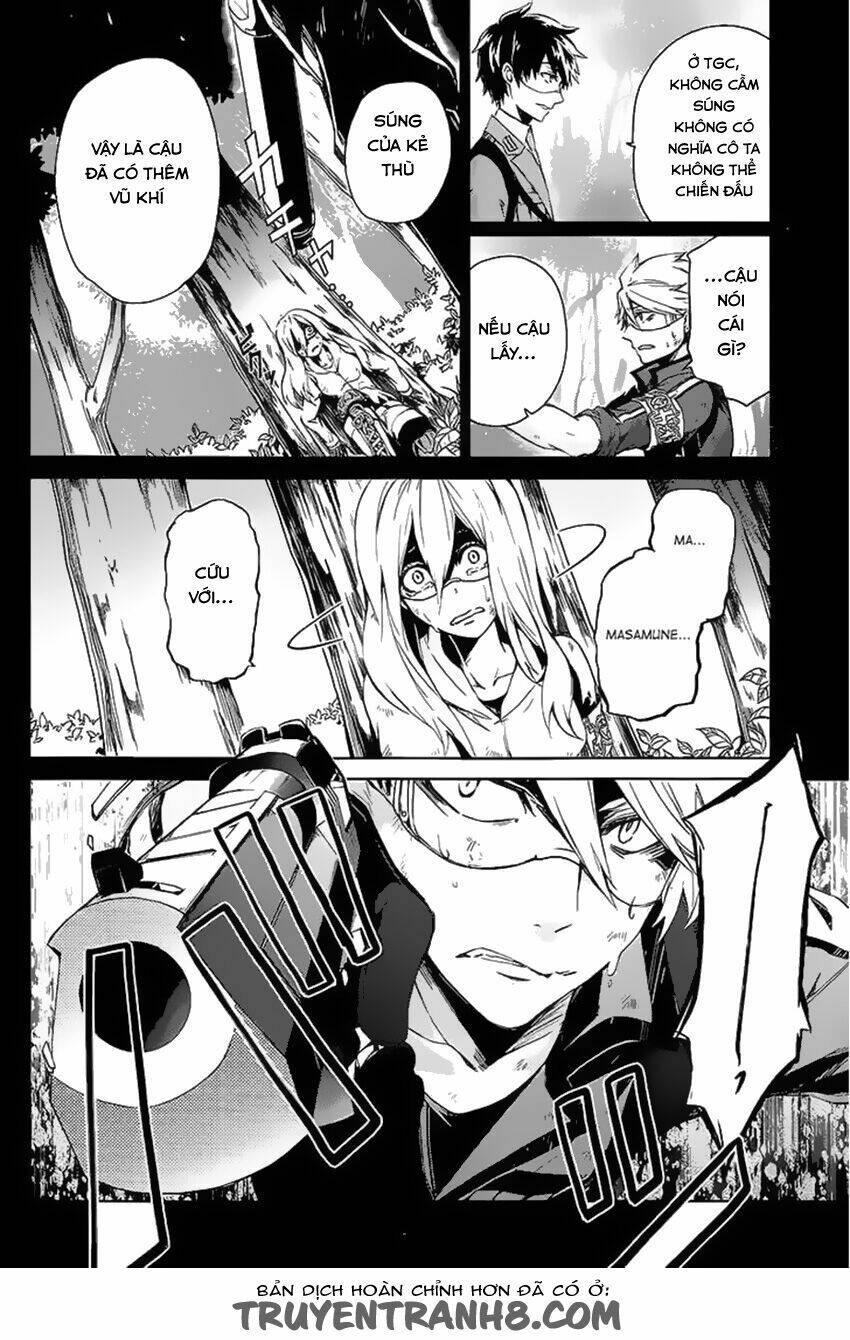 Ở TGC,
KHÔNG CẦM
SÚNG
KHÔNG CÓ
NGHĨA CÔ TA
KHÔNG THỂ
CHIẾN ĐẤU
...CẬU
NÓI
CÁI
GÌ?
NẾU CẬU
LẤY...
SÚNG
CỦA KẺ
THÙ
VẬY LÀ CẬU
ĐÃ CÓ THÊM
VŨ KHÍ
MA...
MASAMUNE...
CỨU
VỚI...
BẢN DỊCH HOÀN CHỈNH HƠN ĐÃ CÓ Ở:
TRUYENTRANH8.COM